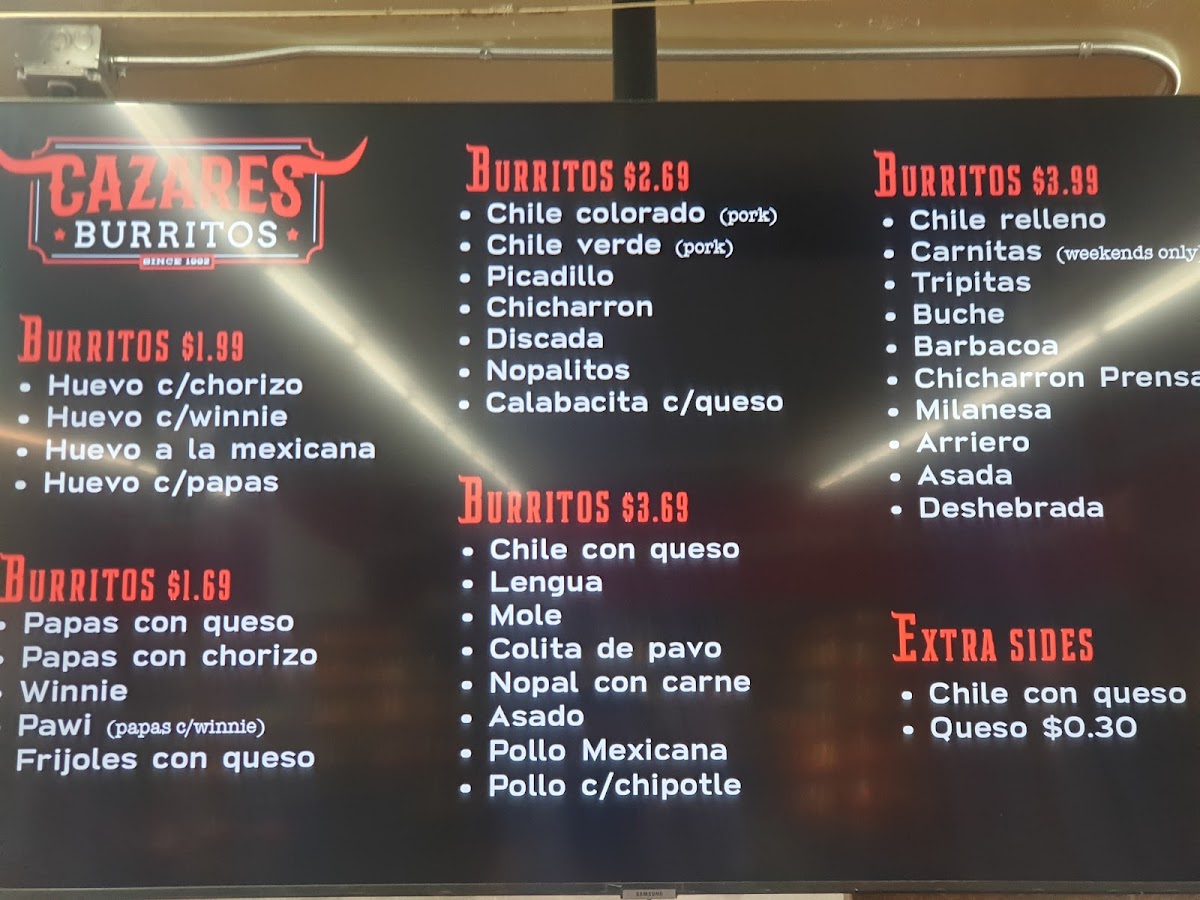 CAZARES
BURRITOS
SINCE 1992
BURRITOS $1.99
• Huevo c/chorizo
• Huevo c/winnie
• Huevo a la mexicana
• Huevo c/papas
BURRITOS $1.69
• Papas con queso
• Papas con chorizo
• Winnie
• Pawi (papas c/winnie)
Frijoles con queso
BURRITOS $2.69
• Chile colorado (pork)
• Chile verde (pork)
• Picadillo
• Chicharron
• Discada
• Nopalitos
• Calabacita c/queso
BURRITOS $3.69
• Chile con queso
• Lengua
• Mole
• Colita de pavo
• Nopal con carne
• Asado
• Pollo Mexicana
• Pollo c/chipotle
BURRITOS $3.99
• Chile relleno
• Carnitas (weekends only)
• Tripitas
• Buche
• Barbacoa
• Chicharron Prensa
• Milanesa
• Arriero
• Asada
• Deshebrada
EXTRA SIDES
• Chile con queso
• Queso $0.30
SAMSUNG